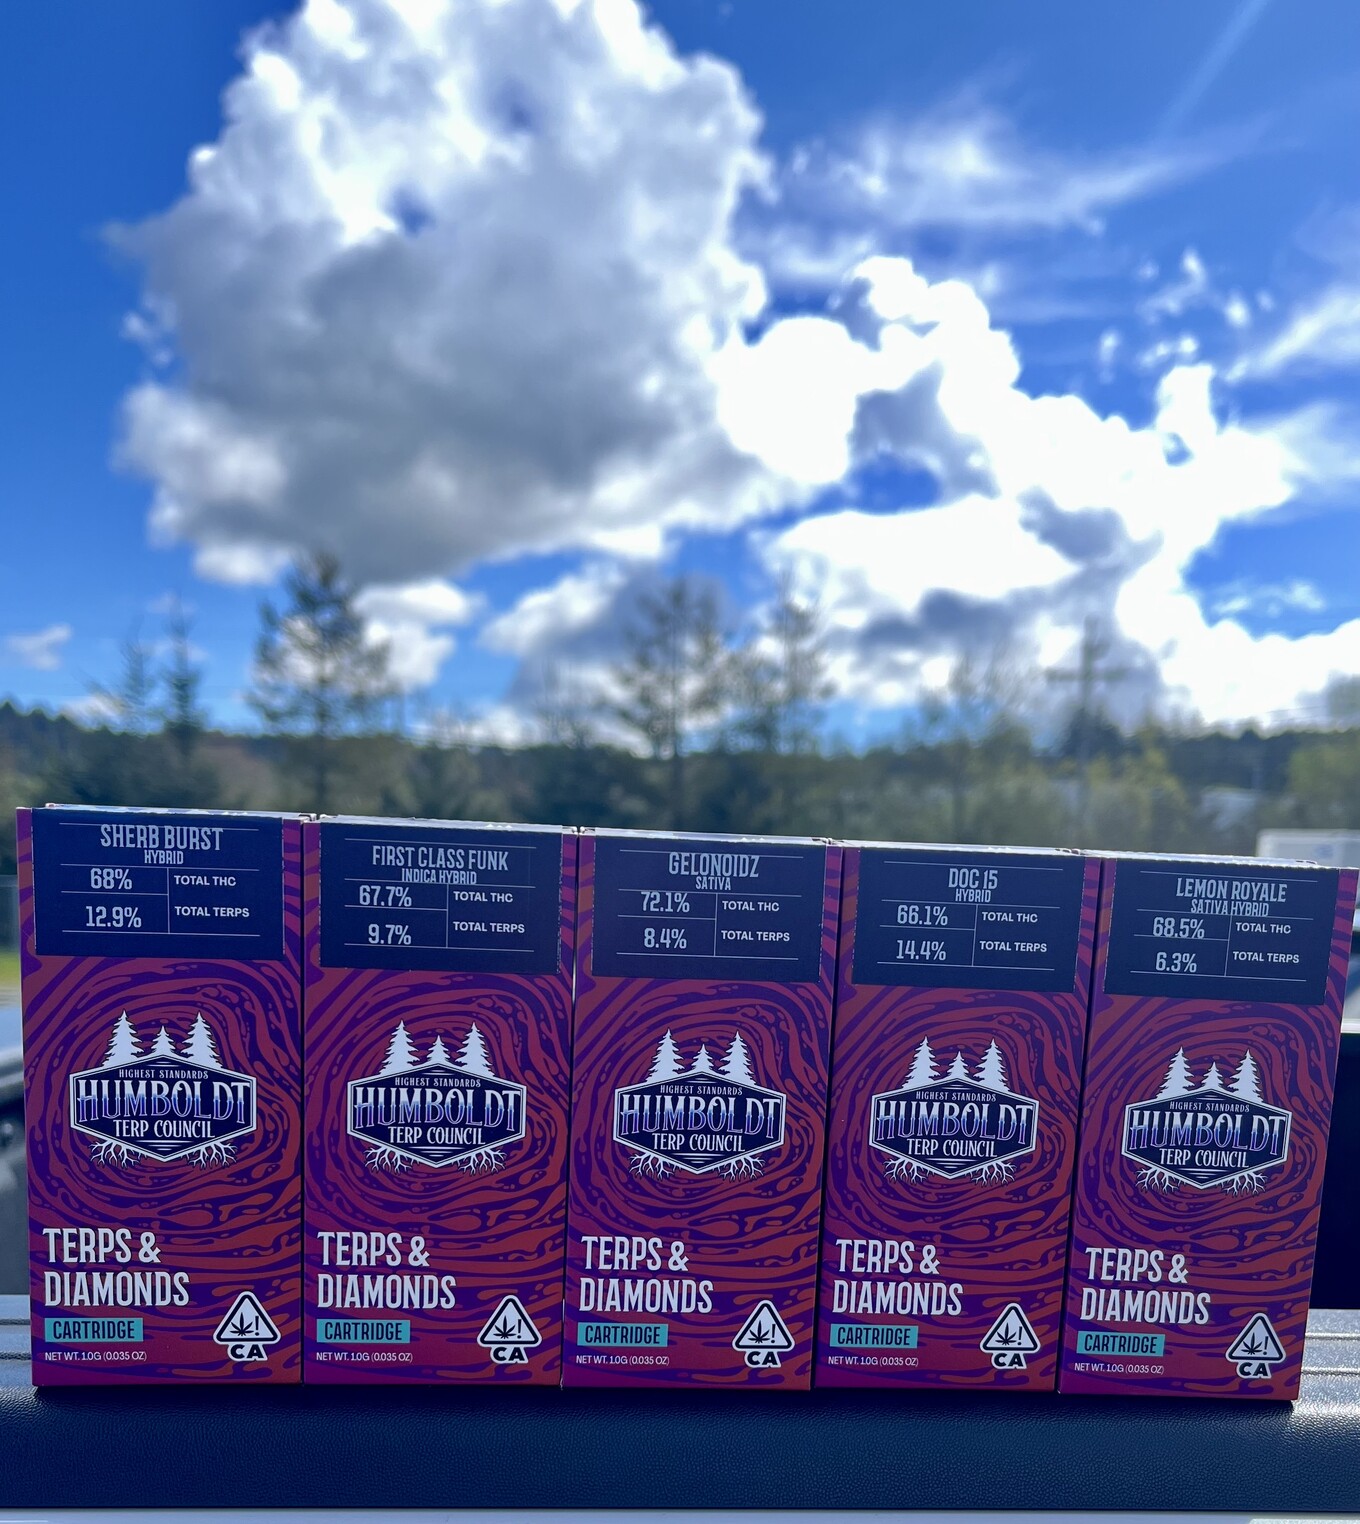 SHERB BURST
HYBRID
68% TOTAL THC
12.9% TOTAL TERPS
HIGHEST STANDARDS
HUMBOLDT
TERP COUNCIL
TERPS &
DIAMONDS
CARTRIDGE
NET WT. 1.0G (0.035 OZ)
!
CA
FIRST CLASS FUNK
INDICA HYBRID
67.7% TOTAL THC
9.7% TOTAL TERPS
HIGHEST STANDARDS
HUMBOLDT
TERP COUNCIL
TERPS &
DIAMONDS
CARTRIDGE
NET WT. 1.0G (0.035 OZ)
!
CA
GELONOIDZ
SATIVA
72.1% TOTAL THC
8.4% TOTAL TERPS
HIGHEST STANDARDS
HUMBOLDT
TERP COUNCIL
TERPS &
DIAMONDS
CARTRIDGE
NET WT. 1.0G (0.035 OZ)
!
CA
DOC 15
HYBRID
66.1% TOTAL THC
14.4% TOTAL TERPS
HIGHEST STANDARDS
HUMBOLDT
TERP COUNCIL
TERPS &
DIAMONDS
CARTRIDGE
NET WT. 1.0G (0.035 OZ)
!
CA
LEMON ROYALE
SATIVA HYBRID
68.5% TOTAL THC
6.3% TOTAL TERPS
HIGHEST STANDARDS
HUMBOLDT
TERP COUNCIL
TERPS &
DIAMONDS
CARTRIDGE
NET WT. 1.0G (0.035 OZ)
!
CA